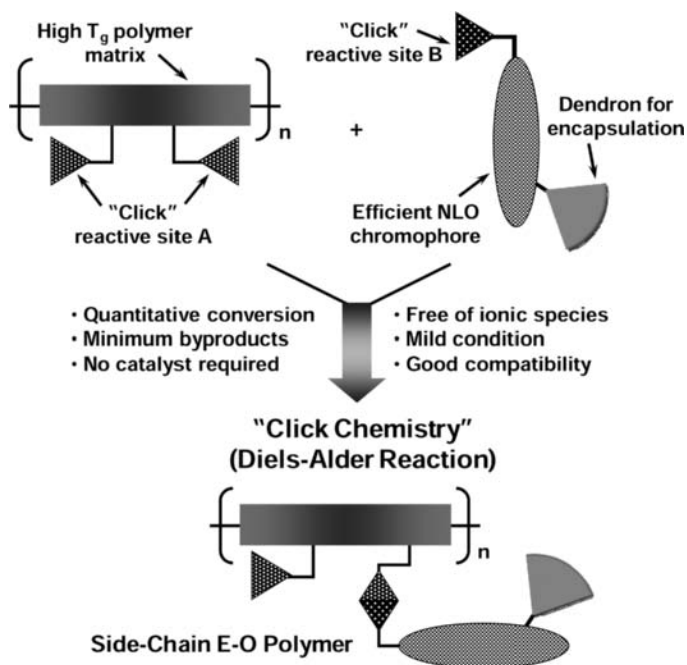 High Tg polymer
matrix
n
+
"Click"
reactive site A
"Click"
reactive site B
Dendron for
encapsulation
Efficient NLO
chromophore
· Quantitative conversion
· Minimum byproducts
· No catalyst required
· Free of ionic species
· Mild condition
· Good compatibility
"Click Chemistry"
(Diels-Alder Reaction)
n
Side-Chain E-O Polymer